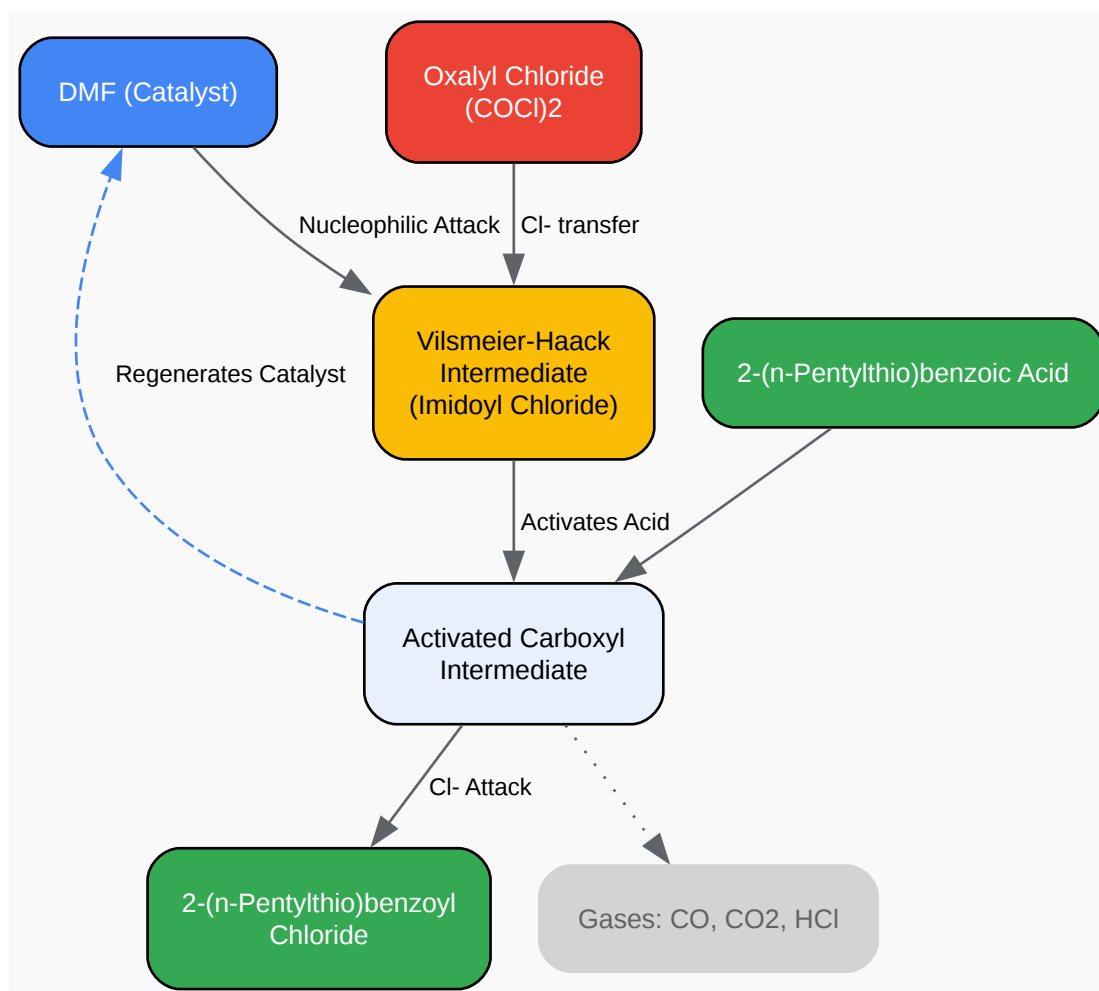 DMF (Catalyst)
Oxalyl Chloride
(COCl)2
Nucleophilic Attack
Cl- transfer
Vilsmeier-Haack
Intermediate
(Imidoyl Chloride)
2-(n-Pentylthio)benzoic Acid
Regenerates Catalyst
Activates Acid
Activated Carboxyl
Intermediate
Cl- Attack
2-(n-Pentylthio)benzoyl
Chloride
Gases: CO, CO2, HCl